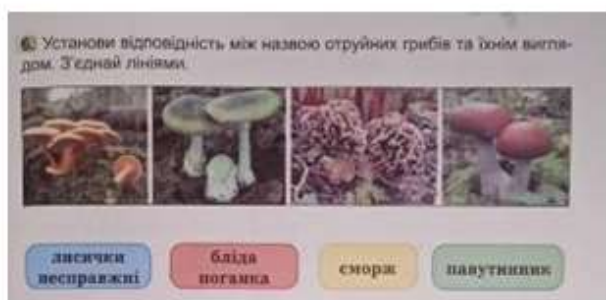 6. Установи відповідність між назвою отруйних грибів та їхнім вигля-
дом. З'єднай лініями.
лисички
несправжні
бліда
поганка
сморж
павутинник